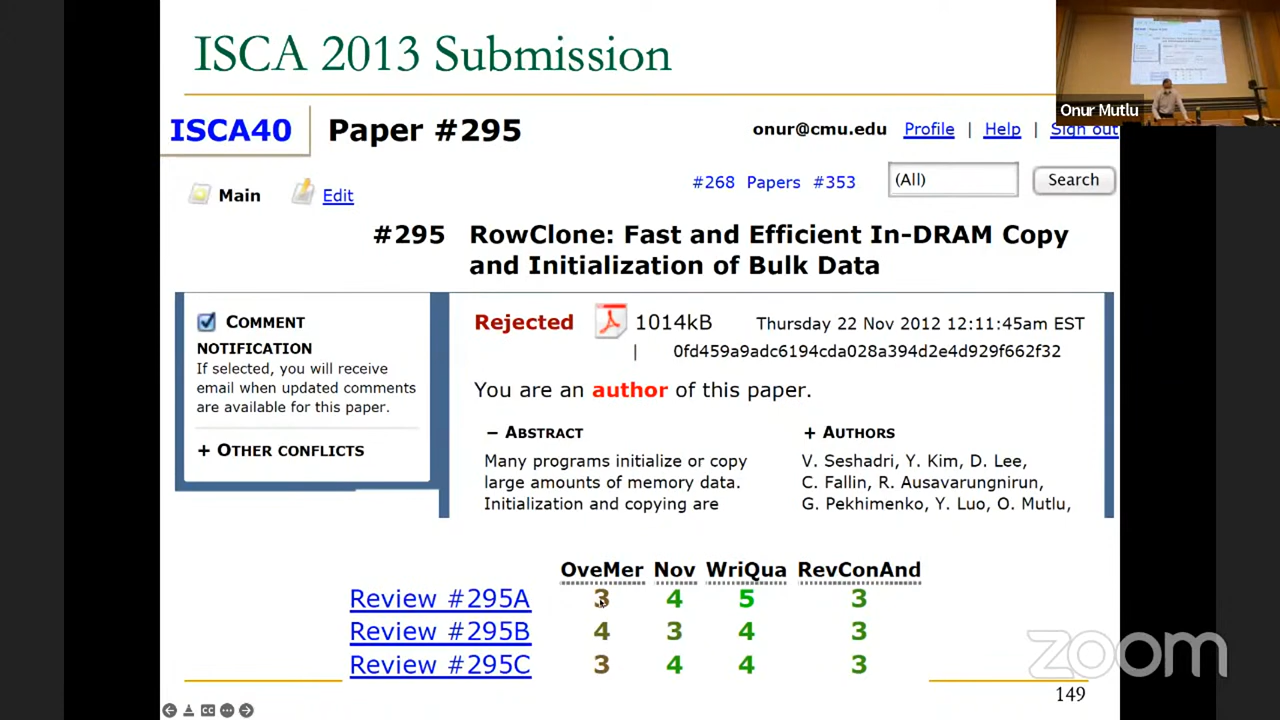 ISCA 2013 Submission
Onur Mutlu
ISCA40 Paper #295 onur@cmu.edu Profile | Help | Sign out
Main Edit #268 Papers #353 (All) Search
#295 RowClone: Fast and Efficient In-DRAM Copy
and Initialization of Bulk Data
COMMENT
NOTIFICATION
If selected, you will receive
email when updated comments
are available for this paper.
+ OTHER CONFLICTS
Rejected 1014kB Thursday 22 Nov 2012 12:11:45am EST
| 0fd459a9adc6194cda028a394d2e4d929f662f32
You are an author of this paper.
− ABSTRACT
Many programs initialize or copy
large amounts of memory data.
Initialization and copying are
+ AUTHORS
V. Seshadri, Y. Kim, D. Lee,
C. Fallin, R. Ausavarungnirun,
G. Pekhimenko, Y. Luo, O. Mutlu,
OveMer Nov WriQua RevConAnd
Review #295A 3 4 5 3
Review #295B 4 3 4 3
Review #295C 3 4 4 3
zoom
149